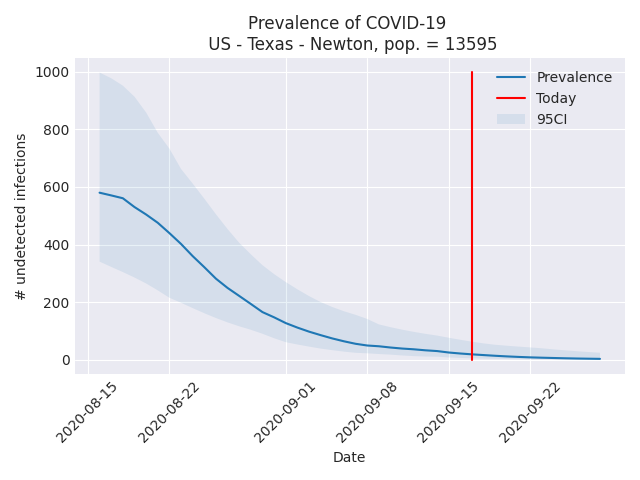 Prevalence of COVID-19
US - Texas - Newton, pop. = 13595
Prevalence
Today
95CI
# undetected infections
1000
800
600
400
200
0
2020-08-15
2020-08-22
2020-09-01
2020-09-08
2020-09-15
2020-09-22
Date